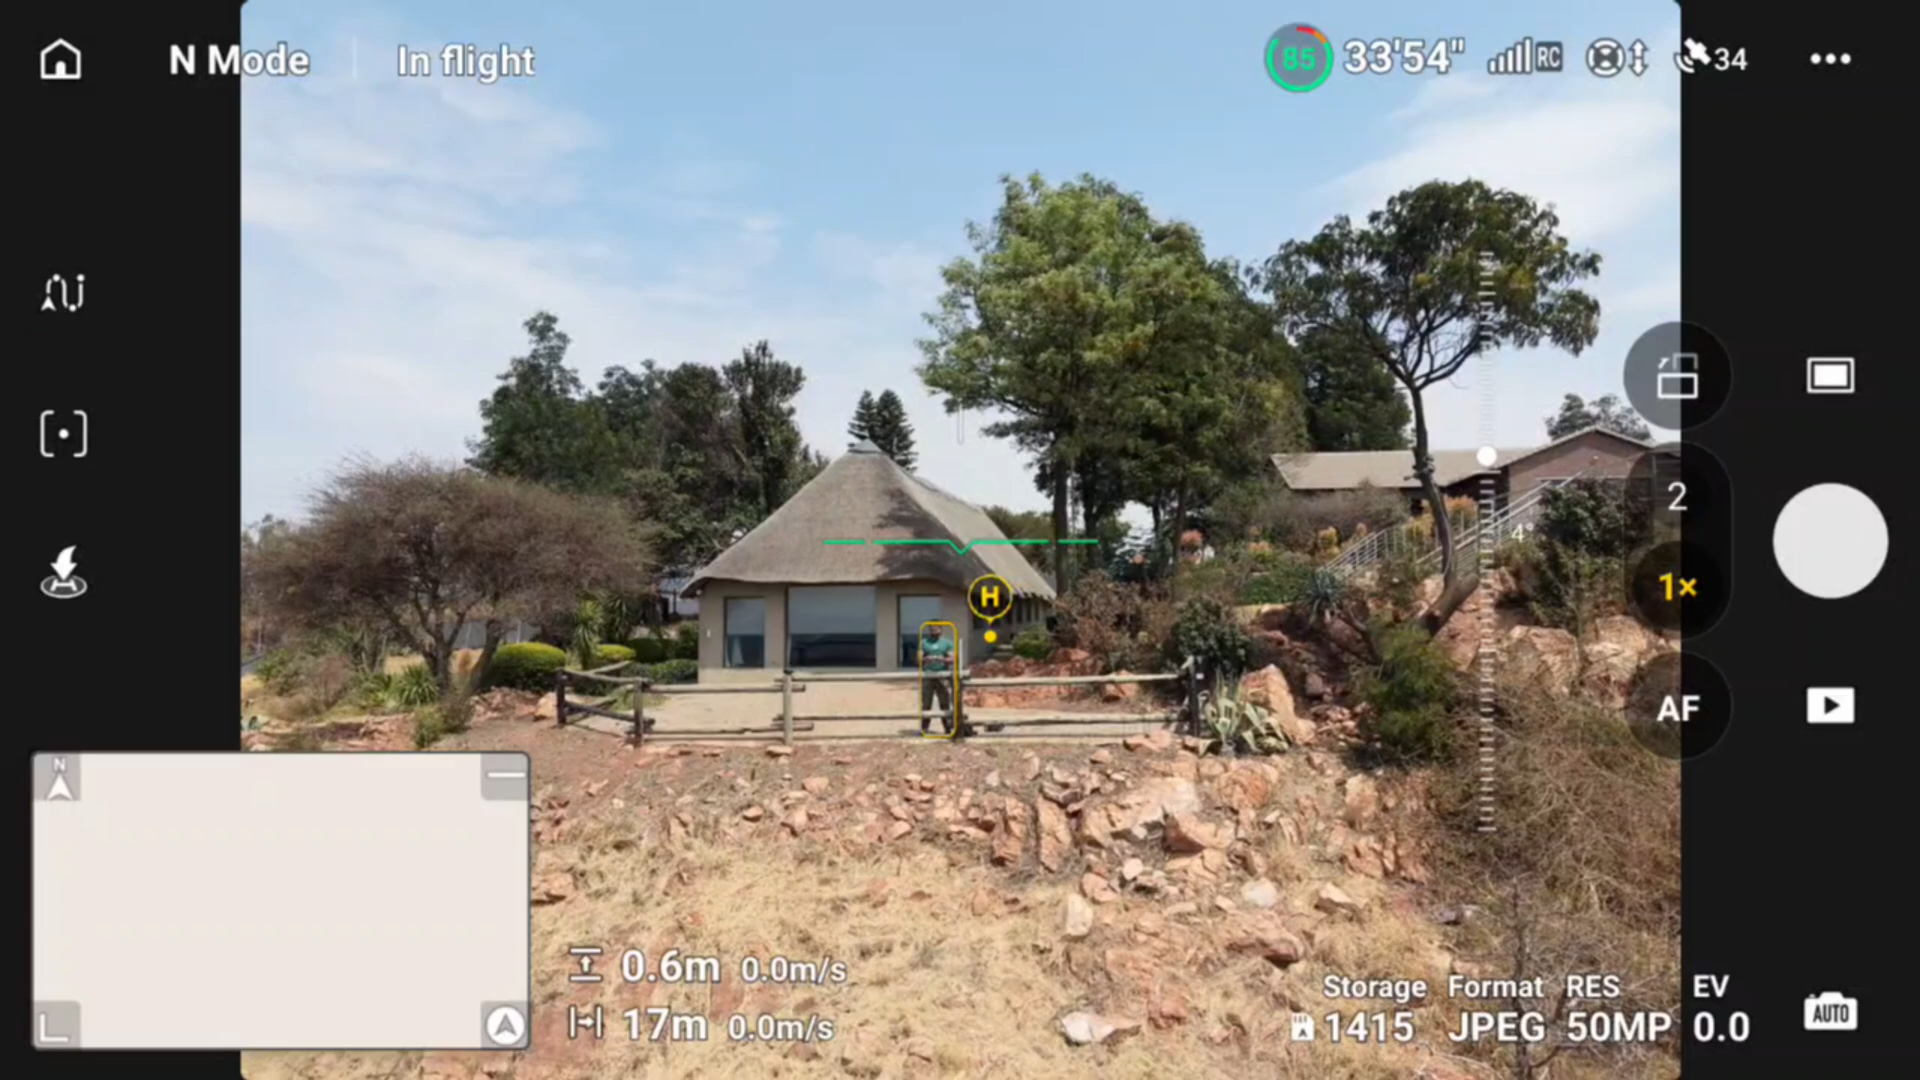 N Mode
In flight
85
33'54"
RC
34
2
4°
1×
H
AF
N
0.6m 0.0m/s
17m 0.0m/s
Storage Format RES EV
1415 JPEG 50MP 0.0
AUTO